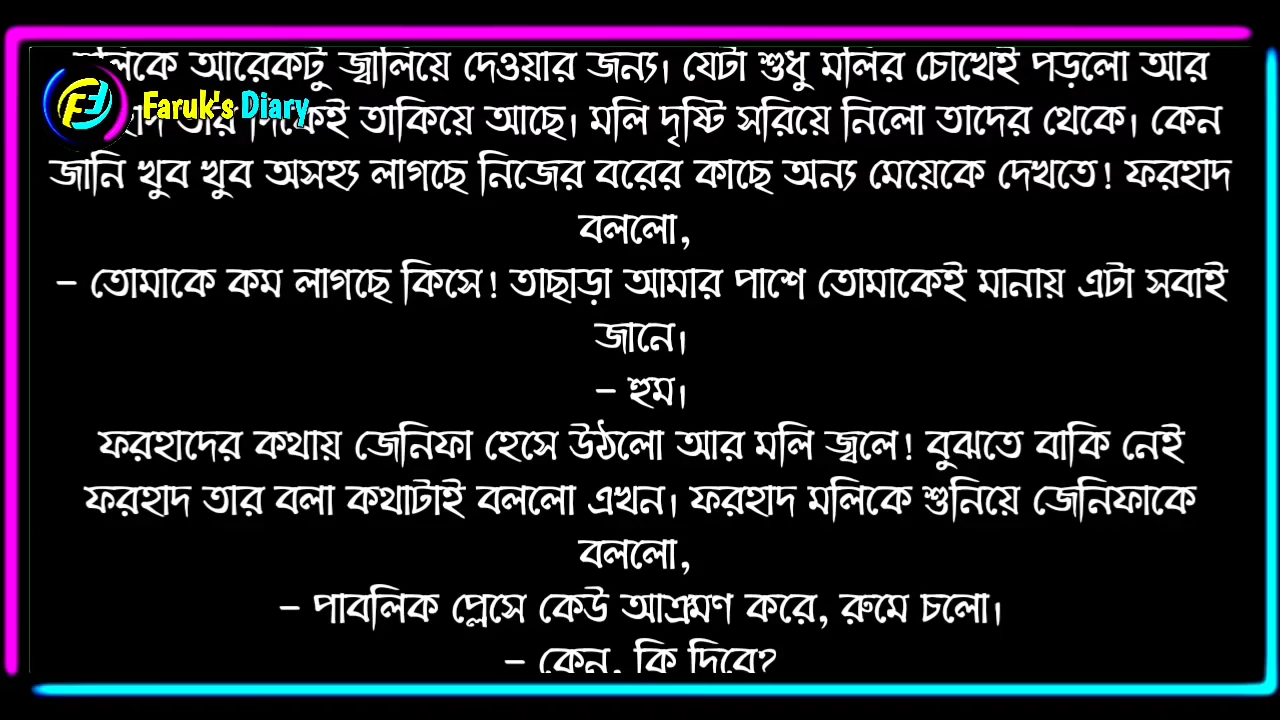 আরেকটু জ্বালিয়ে দেওয়ার জন্য। যেটা শুধু মলির চোখেই পড়লো আর
Faruk's Diary
তাকিয়ে আছে। মলি দৃষ্টি সরিয়ে নিলো তাদের থেকে। কেন
জানি খুব খুব অসহ্য লাগছে নিজের বরের কাছে অন্য মেয়েকে দেখতে! ফরহাদ
বললো,
– তোমাকে কম লাগছে কিসে! তাছাড়া আমার পাশে তোমাকেই মানায় এটা সবাই
জানে।
– হুম।
ফরহাদের কথায় জেনিফা হেসে উঠলো আর মলি জ্বলে! বুঝতে বাকি নেই
ফরহাদ তার বলা কথাটাই বললো এখন। ফরহাদ মলিকে শুনিয়ে জেনিফাকে
বললো,
– পাবলিক প্লেসে কেউ আক্রমণ করে, রুমে চলো।
– কেন, কি দিবে?